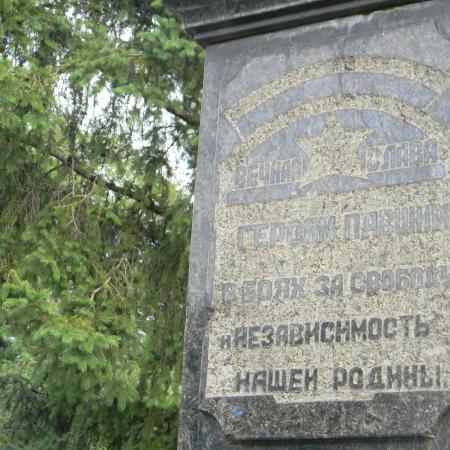 ВЕЧНАЯ СЛАВА
ГЕРОЯМ ПАВШИМ
В БОЯХ ЗА СВОБОДУ
И НЕЗАВИСИМОСТЬ
НАШЕЙ РОДИНЫ